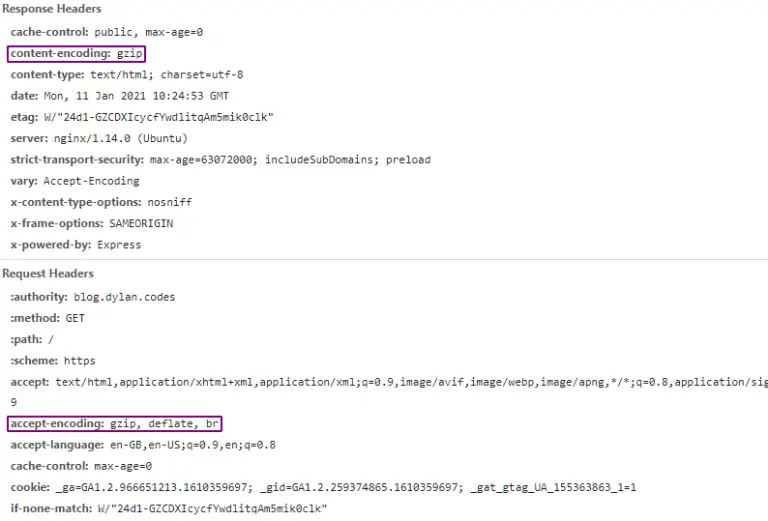 Response Headers
cache-control: public, max-age=0
content-encoding: gzip
content-type: text/html; charset=utf-8
date: Mon, 11 Jan 2021 10:24:53 GMT
etag: W/"24d1-GZCDXIcycfYwdlitqAm5mik0clk"
server: nginx/1.14.0 (Ubuntu)
strict-transport-security: max-age=63072000; includeSubDomains; preload
vary: Accept-Encoding
x-content-type-options: nosniff
x-frame-options: SAMEORIGIN
x-powered-by: Express
Request Headers
:authority: blog.dylan.codes
:method: GET
:path: /
:scheme: https
accept: text/html,application/xhtml+xml,application/xml;q=0.9,image/avif,image/webp,image/apng,*/*;q=0.8,application/sig
9
accept-encoding: gzip, deflate, br
accept-language: en-GB,en-US;q=0.9,en;q=0.8
cache-control: max-age=0
cookie: _ga=GA1.2.966651213.1610359697; _gid=GA1.2.259374865.1610359697; _gat_gtag_UA_155363863_1=1
if-none-match: W/"24d1-GZCDXIcycfYwdlitqAm5mik0clk"